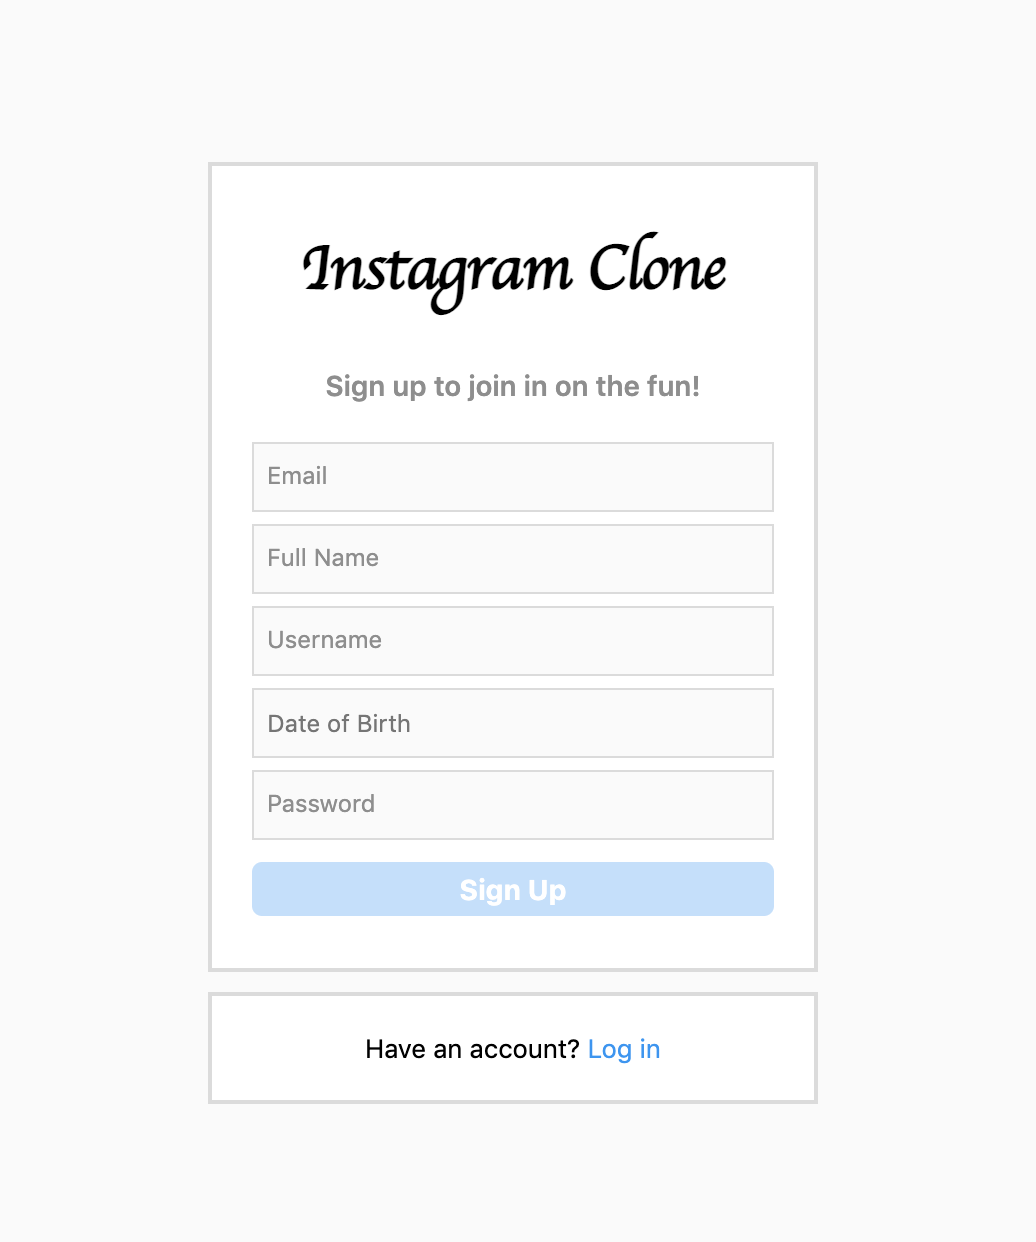 Instagram Clone
Sign up to join in on the fun!
Email
Full Name
Username
Date of Birth
Password
Sign Up
Have an account? Log in